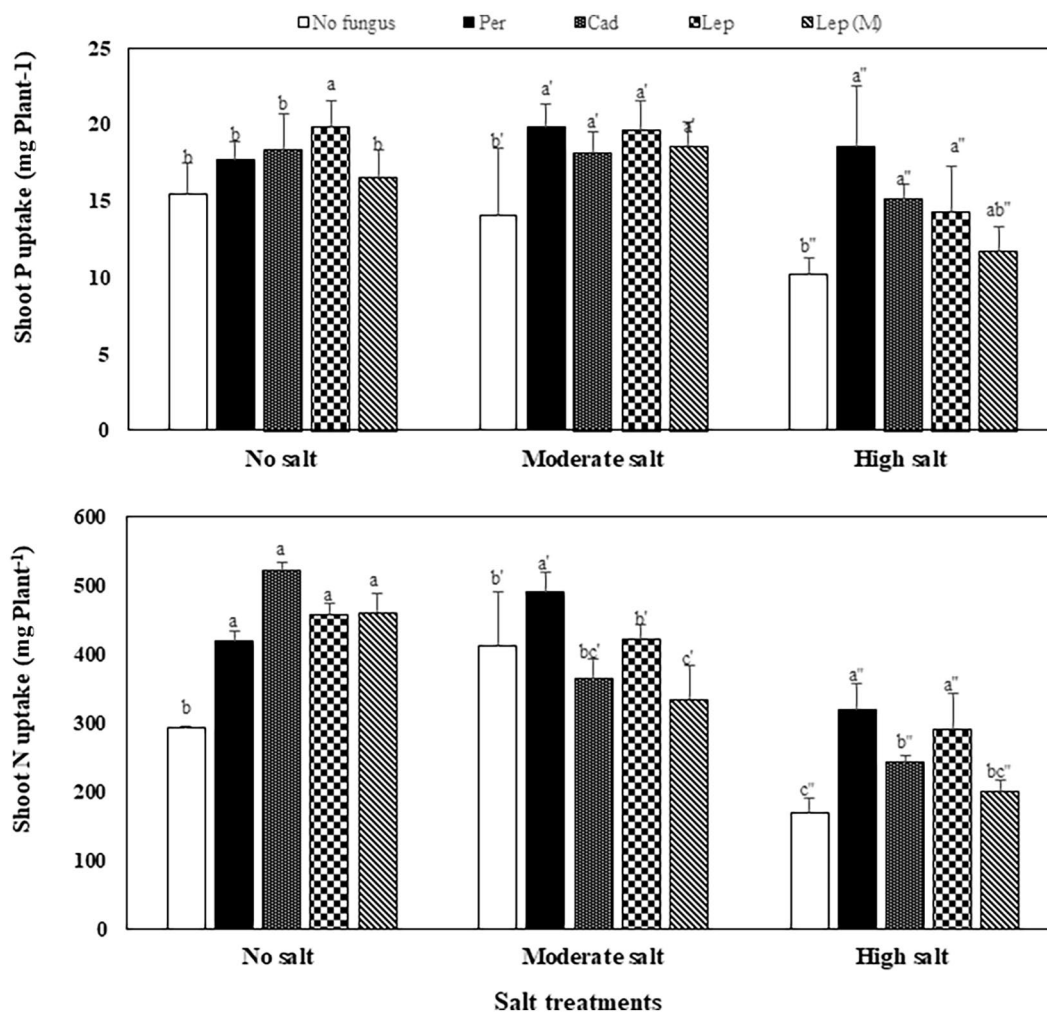 No fungus Per Cad Lep Lep (M)
Shoot P uptake (mg Plant-1)
25
20
15
10
5
0
b b b a b
b' a' a' a' a'
b" a" a" a" ab"
No salt Moderate salt High salt
Shoot N uptake (mg Plant⁻¹)
600
500
400
300
200
100
0
b a a a a
b' a' bc' b' c'
c" a" b" a" bc"
No salt Moderate salt High salt
Salt treatments